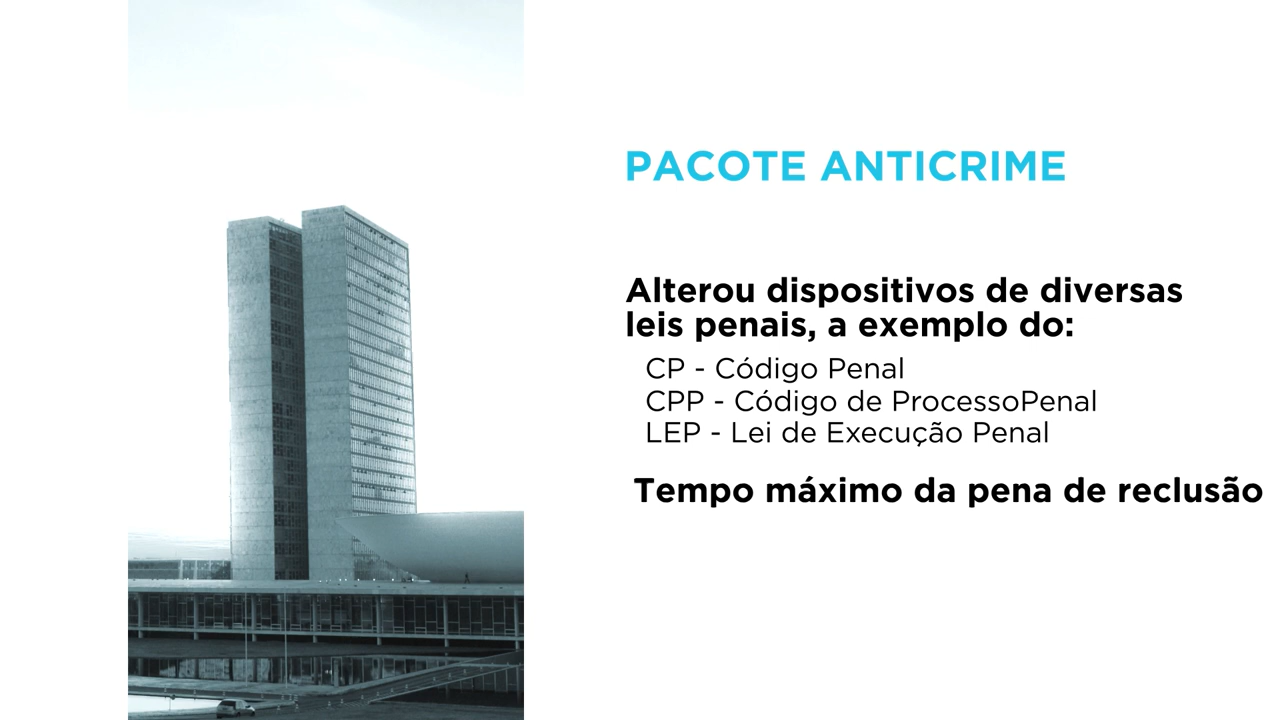 PACOTE ANTICRIME
Alterou dispositivos de diversas
leis penais, a exemplo do:
CP - Código Penal
CPP - Código de ProcessoPenal
LEP - Lei de Execução Penal
Tempo máximo da pena de reclusão